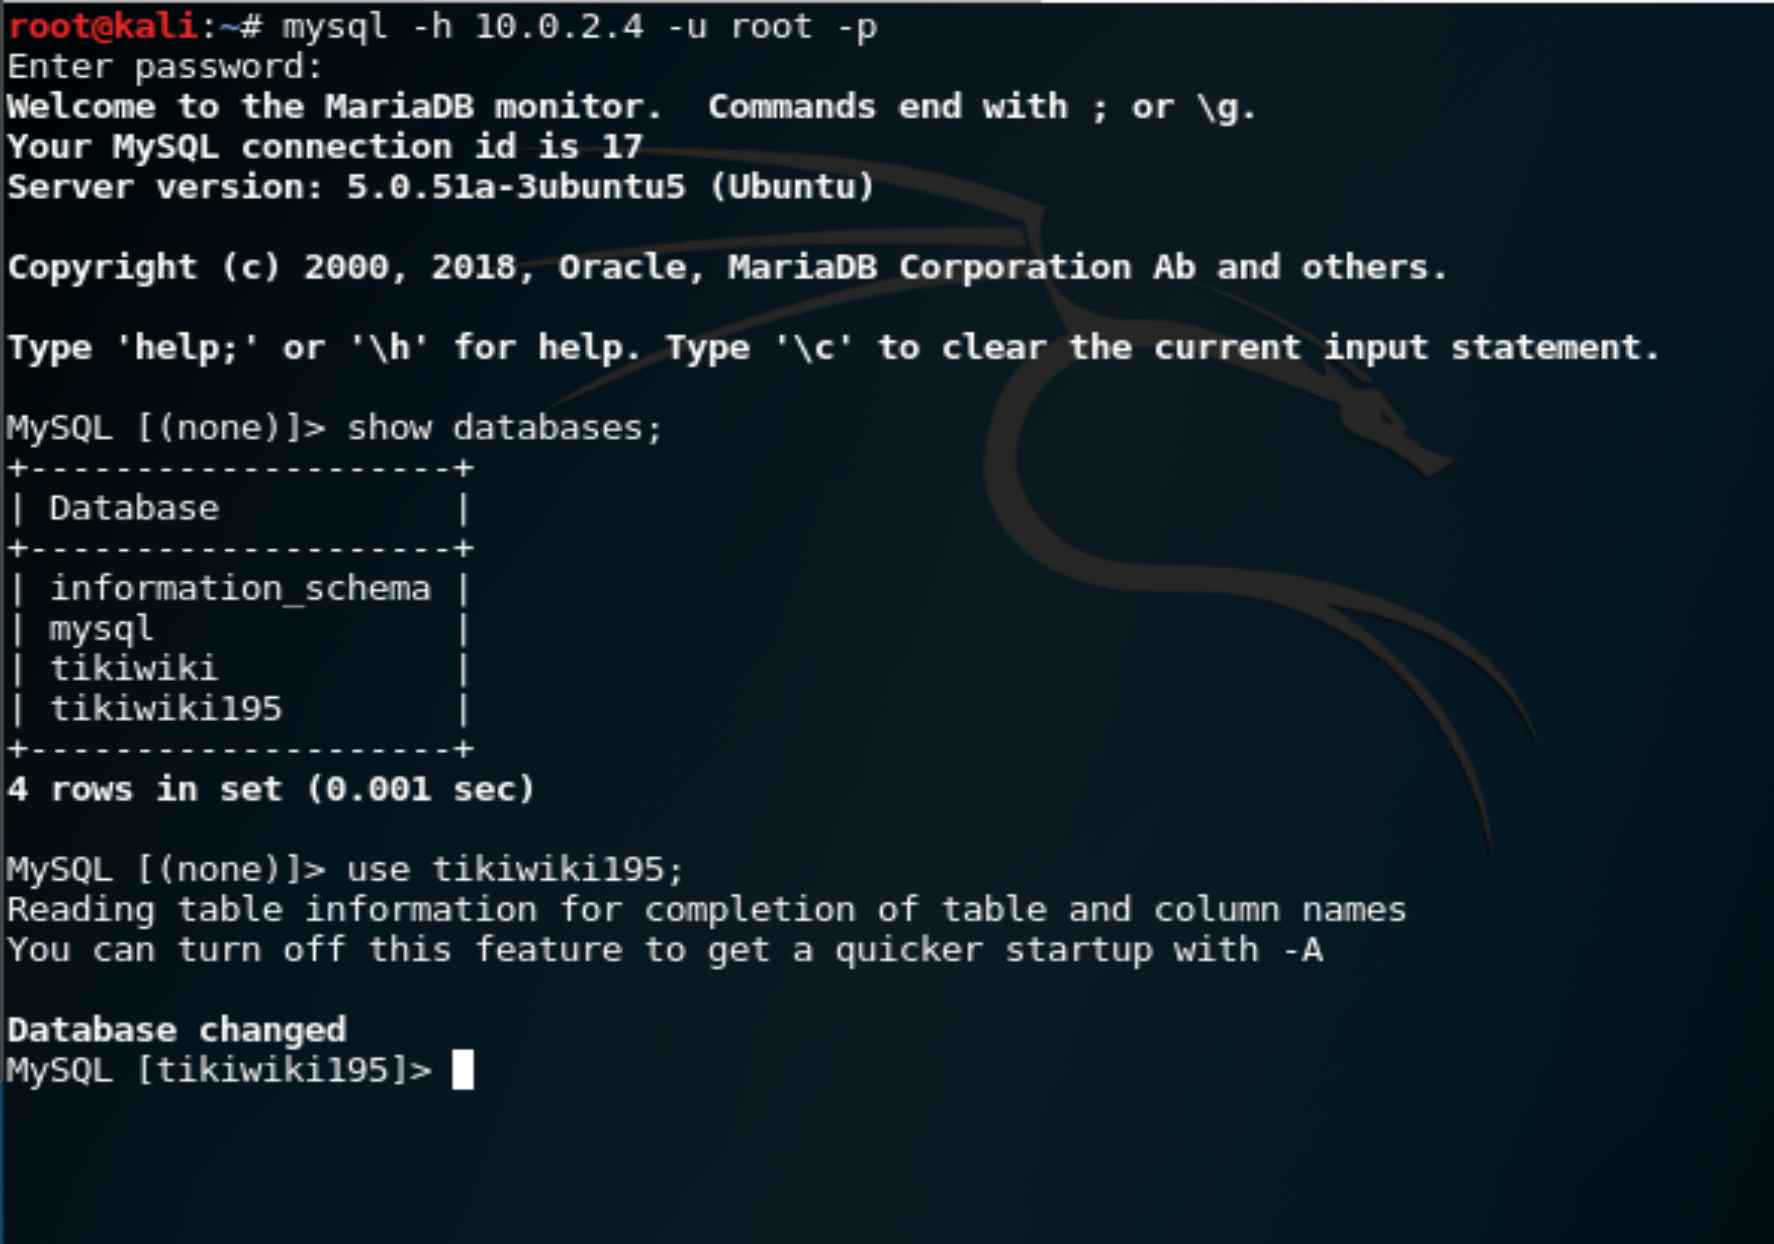 root@kali:~# mysql -h 10.0.2.4 -u root -p
Enter password:
Welcome to the MariaDB monitor.  Commands end with ; or \g.
Your MySQL connection id is 17
Server version: 5.0.51a-3ubuntu5 (Ubuntu)

Copyright (c) 2000, 2018, Oracle, MariaDB Corporation Ab and others.

Type 'help;' or '\h' for help. Type '\c' to clear the current input statement.

MySQL [(none)]> show databases;
+--------------------+
| Database           |
+--------------------+
| information_schema |
| mysql              |
| tikiwiki           |
| tikiwiki195        |
+--------------------+
4 rows in set (0.001 sec)

MySQL [(none)]> use tikiwiki195;
Reading table information for completion of table and column names
You can turn off this feature to get a quicker startup with -A

Database changed
MySQL [tikiwiki195]>